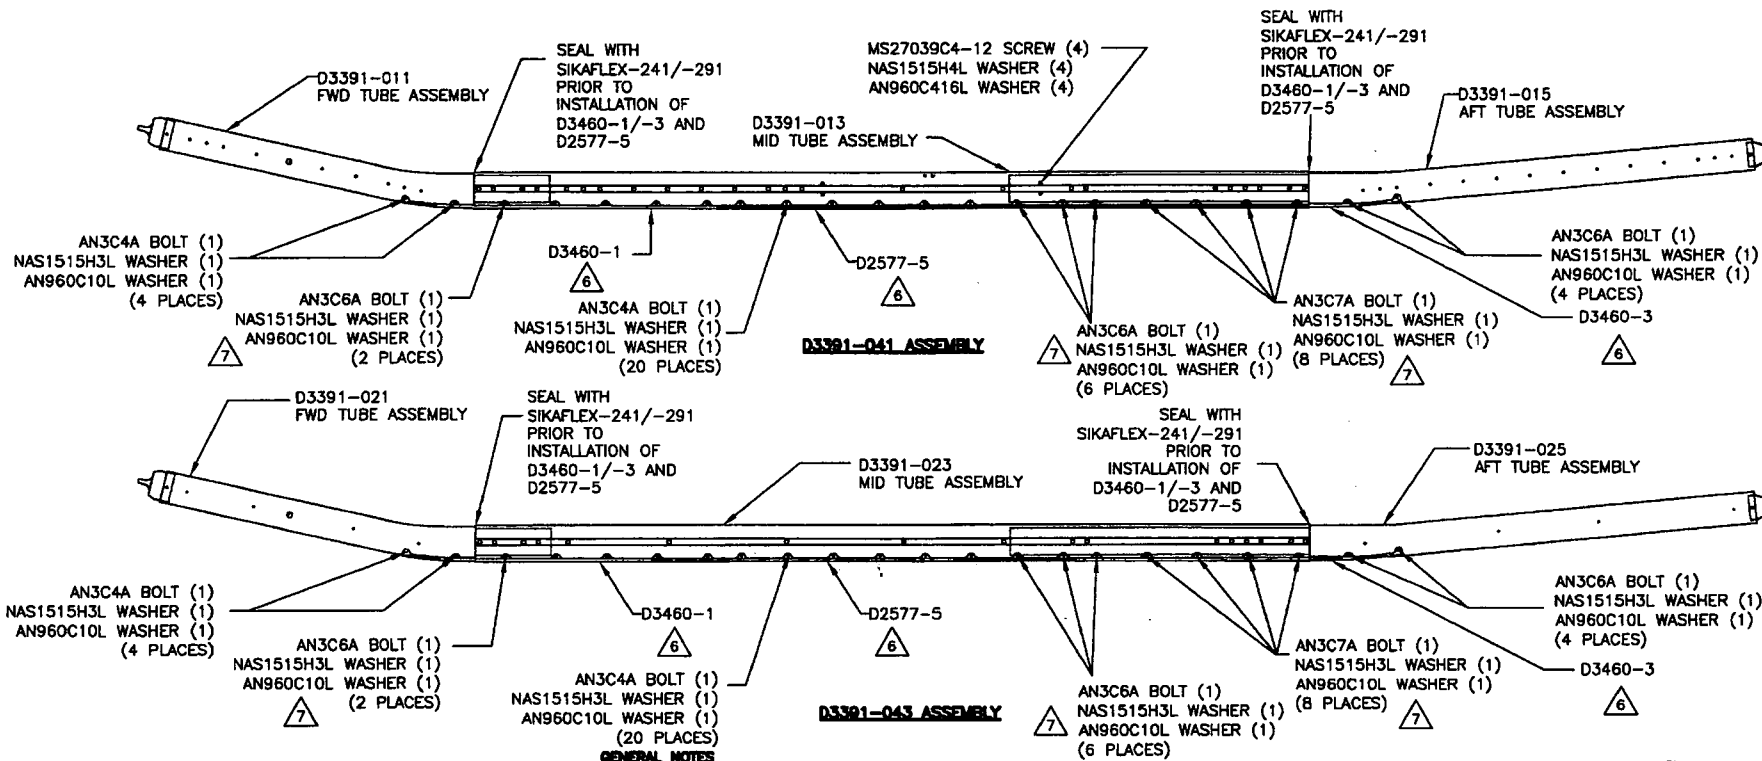 D3391-011
FWD TUBE ASSEMBLY
SEAL WITH
SIKAFLEX-241/-291
PRIOR TO
INSTALLATION OF
D3460-1/-3 AND
D2577-5
MS27039C4-12 SCREW (4)
NAS1515H4L WASHER (4)
AN960C416L WASHER (4)
D3391-013
MID TUBE ASSEMBLY
SEAL WITH
SIKAFLEX-241/-291
PRIOR TO
INSTALLATION OF
D3460-1/-3 AND
D2577-5
D3391-015
AFT TUBE ASSEMBLY
AN3C4A BOLT (1)
NAS1515H3L WASHER (1)
AN960C10L WASHER (1)
(4 PLACES)
AN3C6A BOLT (1)
NAS1515H3L WASHER (1)
AN960C10L WASHER (1)
(2 PLACES)
7
D3460-1
6
AN3C4A BOLT (1)
NAS1515H3L WASHER (1)
AN960C10L WASHER (1)
(20 PLACES)
D2577-5
6
D3391-041 ASSEMBLY
7
AN3C6A BOLT (1)
NAS1515H3L WASHER (1)
AN960C10L WASHER (1)
(6 PLACES)
AN3C7A BOLT (1)
NAS1515H3L WASHER (1)
AN960C10L WASHER (1)
(8 PLACES)
7
AN3C6A BOLT (1)
NAS1515H3L WASHER (1)
AN960C10L WASHER (1)
(4 PLACES)
D3460-3
6
D3391-021
FWD TUBE ASSEMBLY
SEAL WITH
SIKAFLEX-241/-291
PRIOR TO
INSTALLATION OF
D3460-1/-3 AND
D2577-5
D3391-023
MID TUBE ASSEMBLY
SEAL WITH
SIKAFLEX-241/-291
PRIOR TO
INSTALLATION OF
D3460-1/-3 AND
D2577-5
D3391-025
AFT TUBE ASSEMBLY
AN3C4A BOLT (1)
NAS1515H3L WASHER (1)
AN960C10L WASHER (1)
(4 PLACES)
AN3C6A BOLT (1)
NAS1515H3L WASHER (1)
AN960C10L WASHER (1)
(2 PLACES)
7
D3460-1
6
AN3C4A BOLT (1)
NAS1515H3L WASHER (1)
AN960C10L WASHER (1)
(20 PLACES)
D2577-5
6
D3391-043 ASSEMBLY
7
AN3C6A BOLT (1)
NAS1515H3L WASHER (1)
AN960C10L WASHER (1)
(6 PLACES)
AN3C7A BOLT (1)
NAS1515H3L WASHER (1)
AN960C10L WASHER (1)
(8 PLACES)
7
AN3C6A BOLT (1)
NAS1515H3L WASHER (1)
AN960C10L WASHER (1)
(4 PLACES)
D3460-3
6
GENERAL NOTES